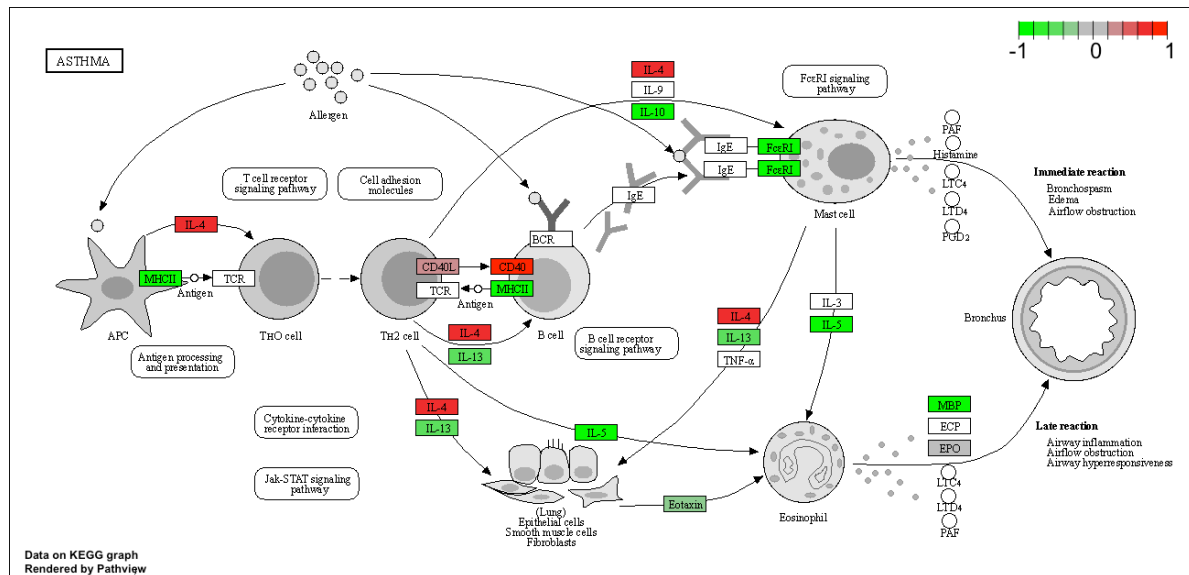 -1 0 1
ASTHMA
Allergen
IL-4
IL-9
IL-10
FcεRI signaling
pathway
T cell receptor
signaling pathway
Cell adhesion
molecules
IgE
FcεRI
IgE
FcεRI
IgE
Mast cell
PAF
Histamine
LTC4
LTD4
PGD2
Immediate reaction
Bronchospasm
Edema
Airflow obstruction
IL-4
MHCII
Antigen
TCR
APC
TH0 cell
BCR
CD40L
CD40
TCR
MHCII
Antigen
TH2 cell
B cell
IL-4
IL-13
B cell receptor
signaling pathway
IL-4
IL-13
TNF-α
IL-3
IL-5
Bronchus
Antigen processing
and presentation
Cytokine-cytokine
receptor interaction
Jak-STAT signaling
pathway
IL-4
IL-13
IL-5
(Lung)
Epithelial cells
Smooth muscle cells
Fibroblasts
Eotaxin
Eosinophil
MBP
ECP
EPO
LTC4
LTD4
PAF
Late reaction
Airway inflammation
Airflow obstruction
Airway hyperresponsiveness
Data on KEGG graph
Rendered by Pathview